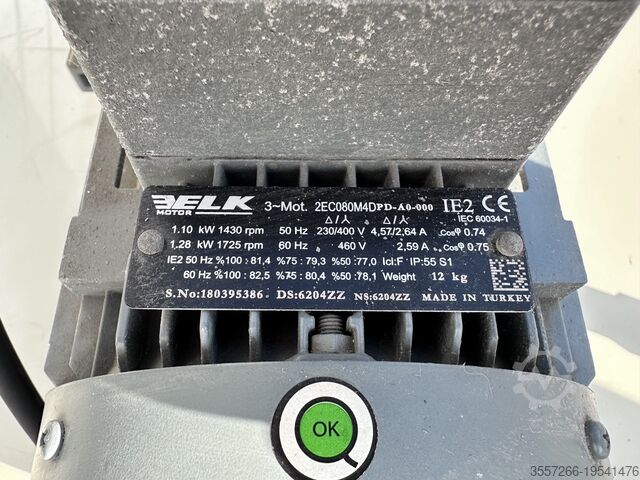 ELK
MOTOR
3~Mot. 2EC080M4DPD-A0-000 IE2 CE
IEC 60034-1
△/⅄ △/⅄
1.10 kW 1430 rpm 50 Hz 230/400 V 4,57/2,64 A Cosφ 0.74
1,28 kW 1725 rpm 60 Hz 460 V 2,59 A Cosφ 0.75
IE2 50 Hz %100 : 81,4 %75 : 79,3 %50 :77,0 Icl:F IP:55 S1
60 Hz %100 : 82,5 %75 : 80,4 %50 :78,1 Weight 12 kg
S.No:180395386 DS:6204ZZ NS:6204ZZ MADE IN TURKEY
OK
3557266-19541476